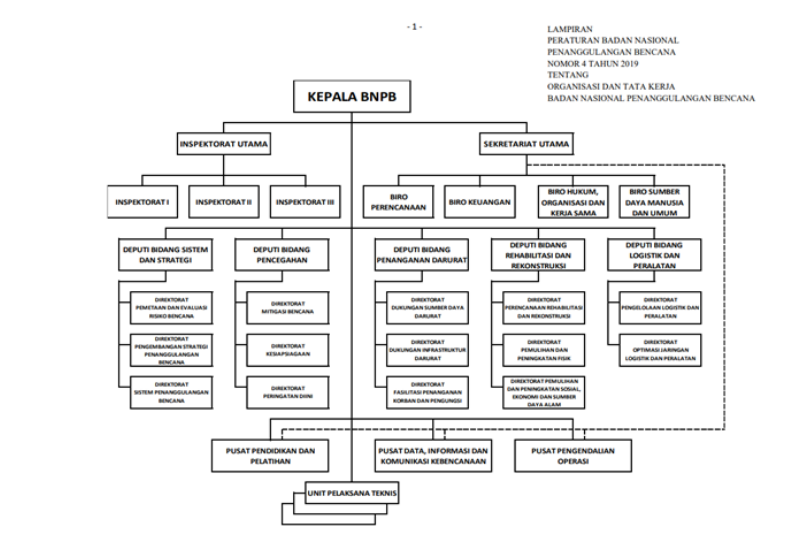 - 1 -
LAMPIRAN
PERATURAN BADAN NASIONAL
PENANGGULANGAN BENCANA
NOMOR 4 TAHUN 2019
TENTANG
ORGANISASI DAN TATA KERJA
BADAN NASIONAL PENANGGULANGAN BENCANA
KEPALA BNPB
INSPEKTORAT UTAMA
SEKRETARIAT UTAMA
INSPEKTORAT I
INSPEKTORAT II
INSPEKTORAT III
BIRO
PERENCANAAN
BIRO KEUANGAN
BIRO HUKUM,
ORGANISASI DAN
KERJA SAMA
BIRO SUMBER
DAYA MANUSIA
DAN UMUM
DEPUTI BIDANG SISTEM
DAN STRATEGI
DEPUTI BIDANG
PENCEGAHAN
DEPUTI BIDANG
PENANGANAN DARURAT
DEPUTI BIDANG
REHABILITASI DAN
REKONSTRUKSI
DEPUTI BIDANG
LOGISTIK DAN
PERALATAN
DIREKTORAT
PEMETAAN DAN EVALUASI
RISIKO BENCANA
DIREKTORAT
MITIGASI BENCANA
DIREKTORAT
DUKUNGAN SUMBER DAYA
DARURAT
DIREKTORAT
PERENCANAAN REHABILITASI
DAN REKONSTRUKSI
DIREKTORAT
PENGELOLAAN LOGISTIK DAN
PERALATAN
DIREKTORAT
PENGEMBANGAN STRATEGI
PENANGGULANGAN
BENCANA
DIREKTORAT
KESIAPSIAGAAN
DIREKTORAT
DUKUNGAN INFRASTRUKTUR
DARURAT
DIREKTORAT
PEMULIHAN DAN
PENINGKATAN FISIK
DIREKTORAT
OPTIMASI JARINGAN
LOGISTIK DAN PERALATAN
DIREKTORAT
SISTEM PENANGGULANGAN
BENCANA
DIREKTORAT
PERINGATAN DIINI
DIREKTORAT
FASILITASI PENANGANAN
KORBAN DAN PENGUNGSI
DIREKTORAT PEMULIHAN
DAN PENINGKATAN SOSIAL,
EKONOMI DAN SUMBER
DAYA ALAM
PUSAT PENDIDIKAN DAN
PELATIHAN
PUSAT DATA, INFORMASI DAN
KOMUNIKASI KEBENCANAAN
PUSAT PENGENDALIAN
OPERASI
UNIT PELAKSANA TEKNIS